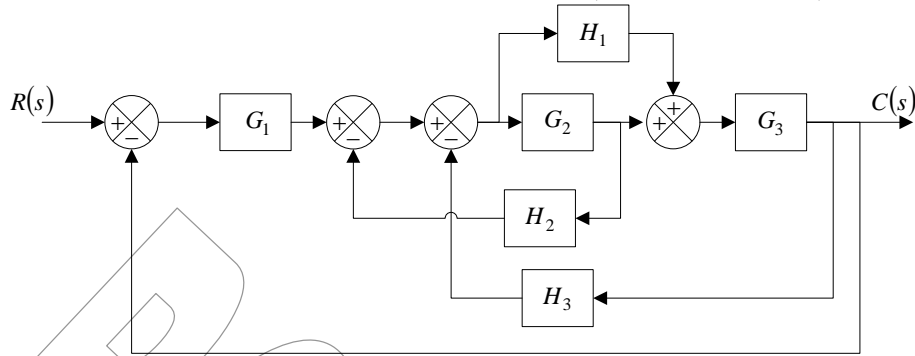 H₁
R(s)
C(s)
G₁
G₂
G₃
+
−
+
−
+
−
+
+
H₂
H₃